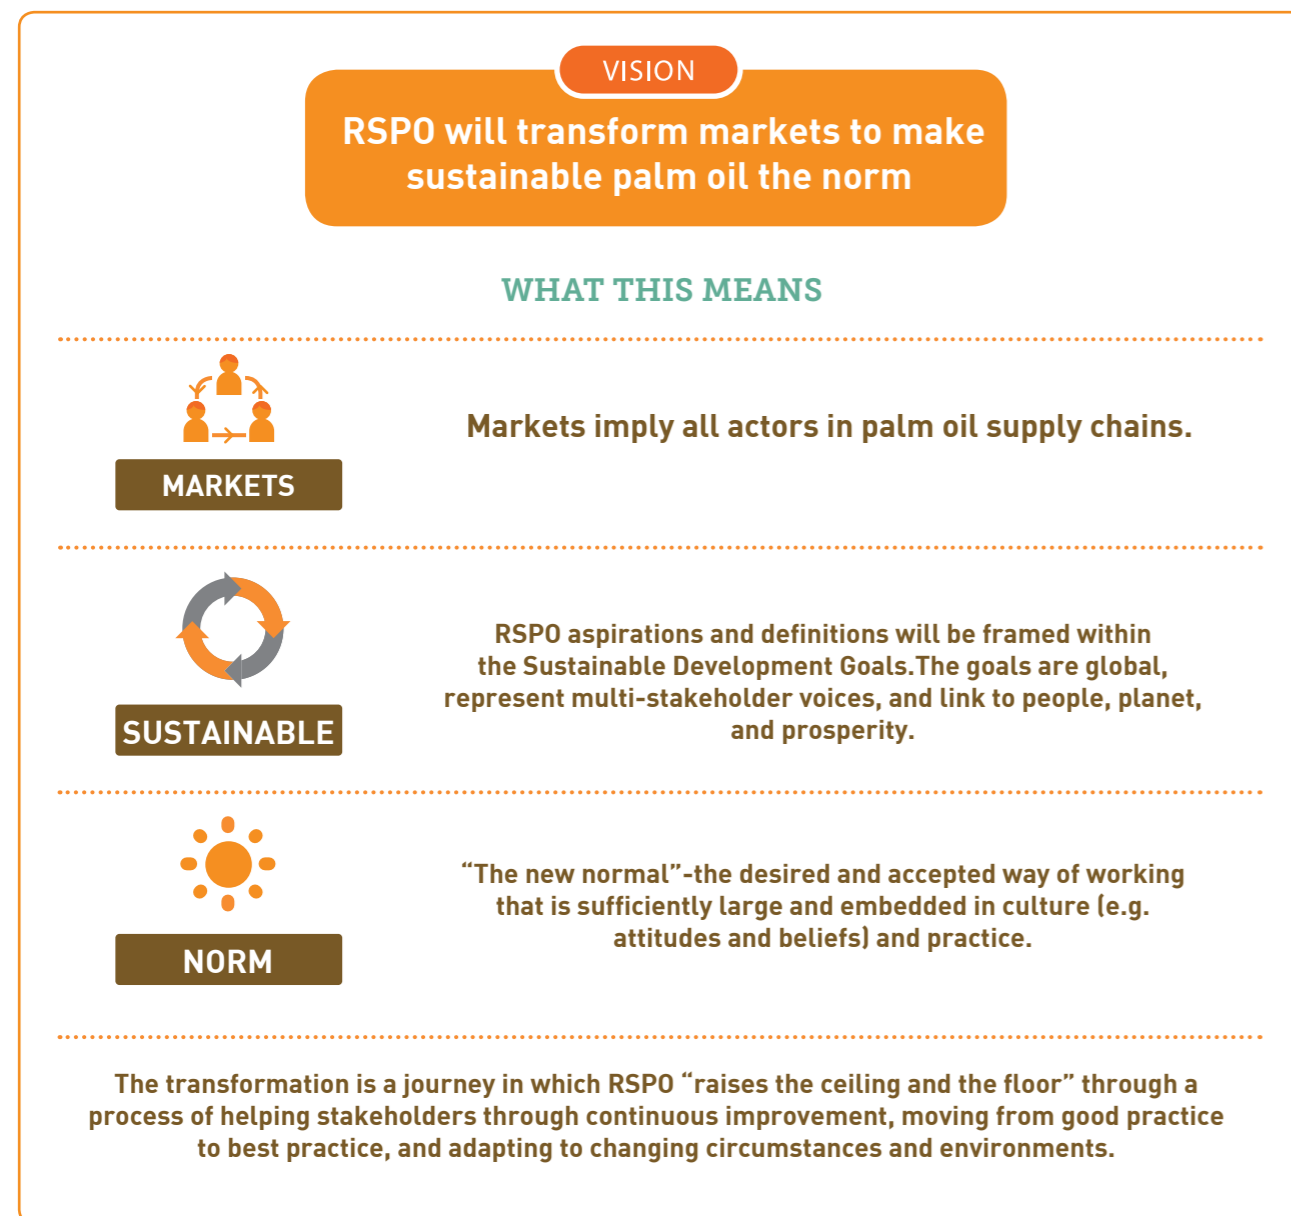 VISION
RSPO will transform markets to make
sustainable palm oil the norm
WHAT THIS MEANS
MARKETS
Markets imply all actors in palm oil supply chains.
SUSTAINABLE
RSPO aspirations and definitions will be framed within
the Sustainable Development Goals.The goals are global,
represent multi-stakeholder voices, and link to people, planet,
and prosperity.
NORM
“The new normal”-the desired and accepted way of working
that is sufficiently large and embedded in culture (e.g.
attitudes and beliefs) and practice.
The transformation is a journey in which RSPO “raises the ceiling and the floor” through a
process of helping stakeholders through continuous improvement, moving from good practice
to best practice, and adapting to changing circumstances and environments.